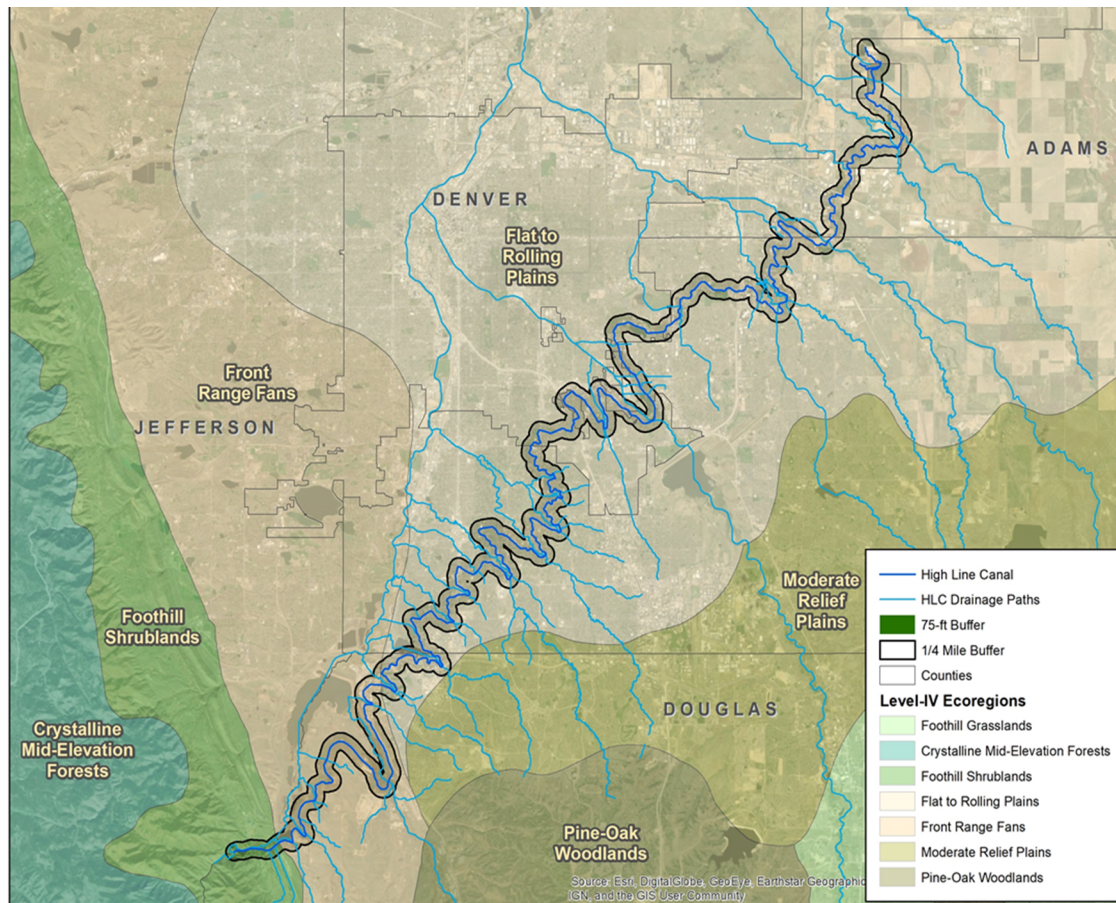 ADAMS
DENVER
Flat to
Rolling
Plains
Front
Range Fans
JEFFERSON
Moderate
Relief
Plains
Foothill
Shrublands
DOUGLAS
Crystalline
Mid-Elevation
Forests
Pine-Oak
Woodlands
High Line Canal
HLC Drainage Paths
75-ft Buffer
1/4 Mile Buffer
Counties
Level-IV Ecoregions
Foothill Grasslands
Crystalline Mid-Elevation Forests
Foothill Shrublands
Flat to Rolling Plains
Front Range Fans
Moderate Relief Plains
Pine-Oak Woodlands
Source: Esri, DigitalGlobe, GeoEye, Earthstar Geographic
IGN, and the GIS User Community